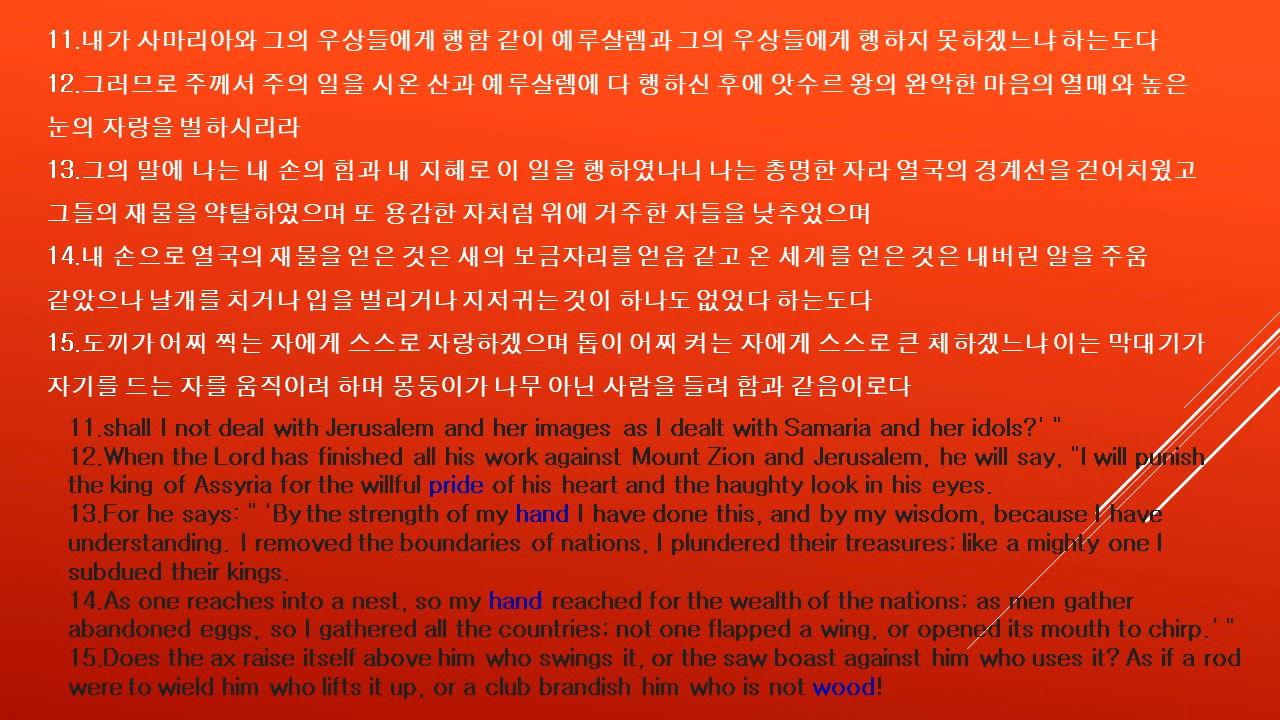 11.내가 사마리아와 그의 우상들에게 행함 같이 예루살렘과 그의 우상들에게 행하지 못하겠느냐 하는도다
12.그러므로 주께서 주의 일을 시온 산과 예루살렘에 다 행하신 후에 앗수르 왕의 완악한 마음의 열매와 높은
눈의 자랑을 벌하시리라
13.그의 말에 나는 내 손의 힘과 내 지혜로 이 일을 행하였나니 나는 총명한 자라 열국의 경계선을 걷어치웠고
그들의 재물을 약탈하였으며 또 용감한 자처럼 위에 거주한 자들을 낮추었으며
14.내 손으로 열국의 재물을 얻은 것은 새의 보금자리를 얻음 같고 온 세계를 얻은 것은 내버린 알을 주움
같았으나 날개를 치거나 입을 벌리거나 지저귀는 것이 하나도 없었다 하는도다
15.도끼가 어찌 찍는 자에게 스스로 자랑하겠으며 톱이 어찌 켜는 자에게 스스로 큰 체하겠느냐 이는 막대기가
자기를 드는 자를 움직이려 하며 몽둥이가 나무 아닌 사람을 들려 함과 같음이로다
11.shall I not deal with Jerusalem and her images as I dealt with Samaria and her idols?' "
12.When the Lord has finished all his work against Mount Zion and Jerusalem, he will say, "I will punish
the king of Assyria for the willful pride of his heart and the haughty look in his eyes.
13.For he says: " 'By the strength of my hand I have done this, and by my wisdom, because I have
understanding. I removed the boundaries of nations, I plundered their treasures; like a mighty one I
subdued their kings.
14.As one reaches into a nest, so my hand reached for the wealth of the nations; as men gather
abandoned eggs, so I gathered all the countries; not one flapped a wing, or opened its mouth to chirp.' "
15.Does the ax raise itself above him who swings it, or the saw boast against him who uses it? As if a rod
were to wield him who lifts it up, or a club brandish him who is not wood!